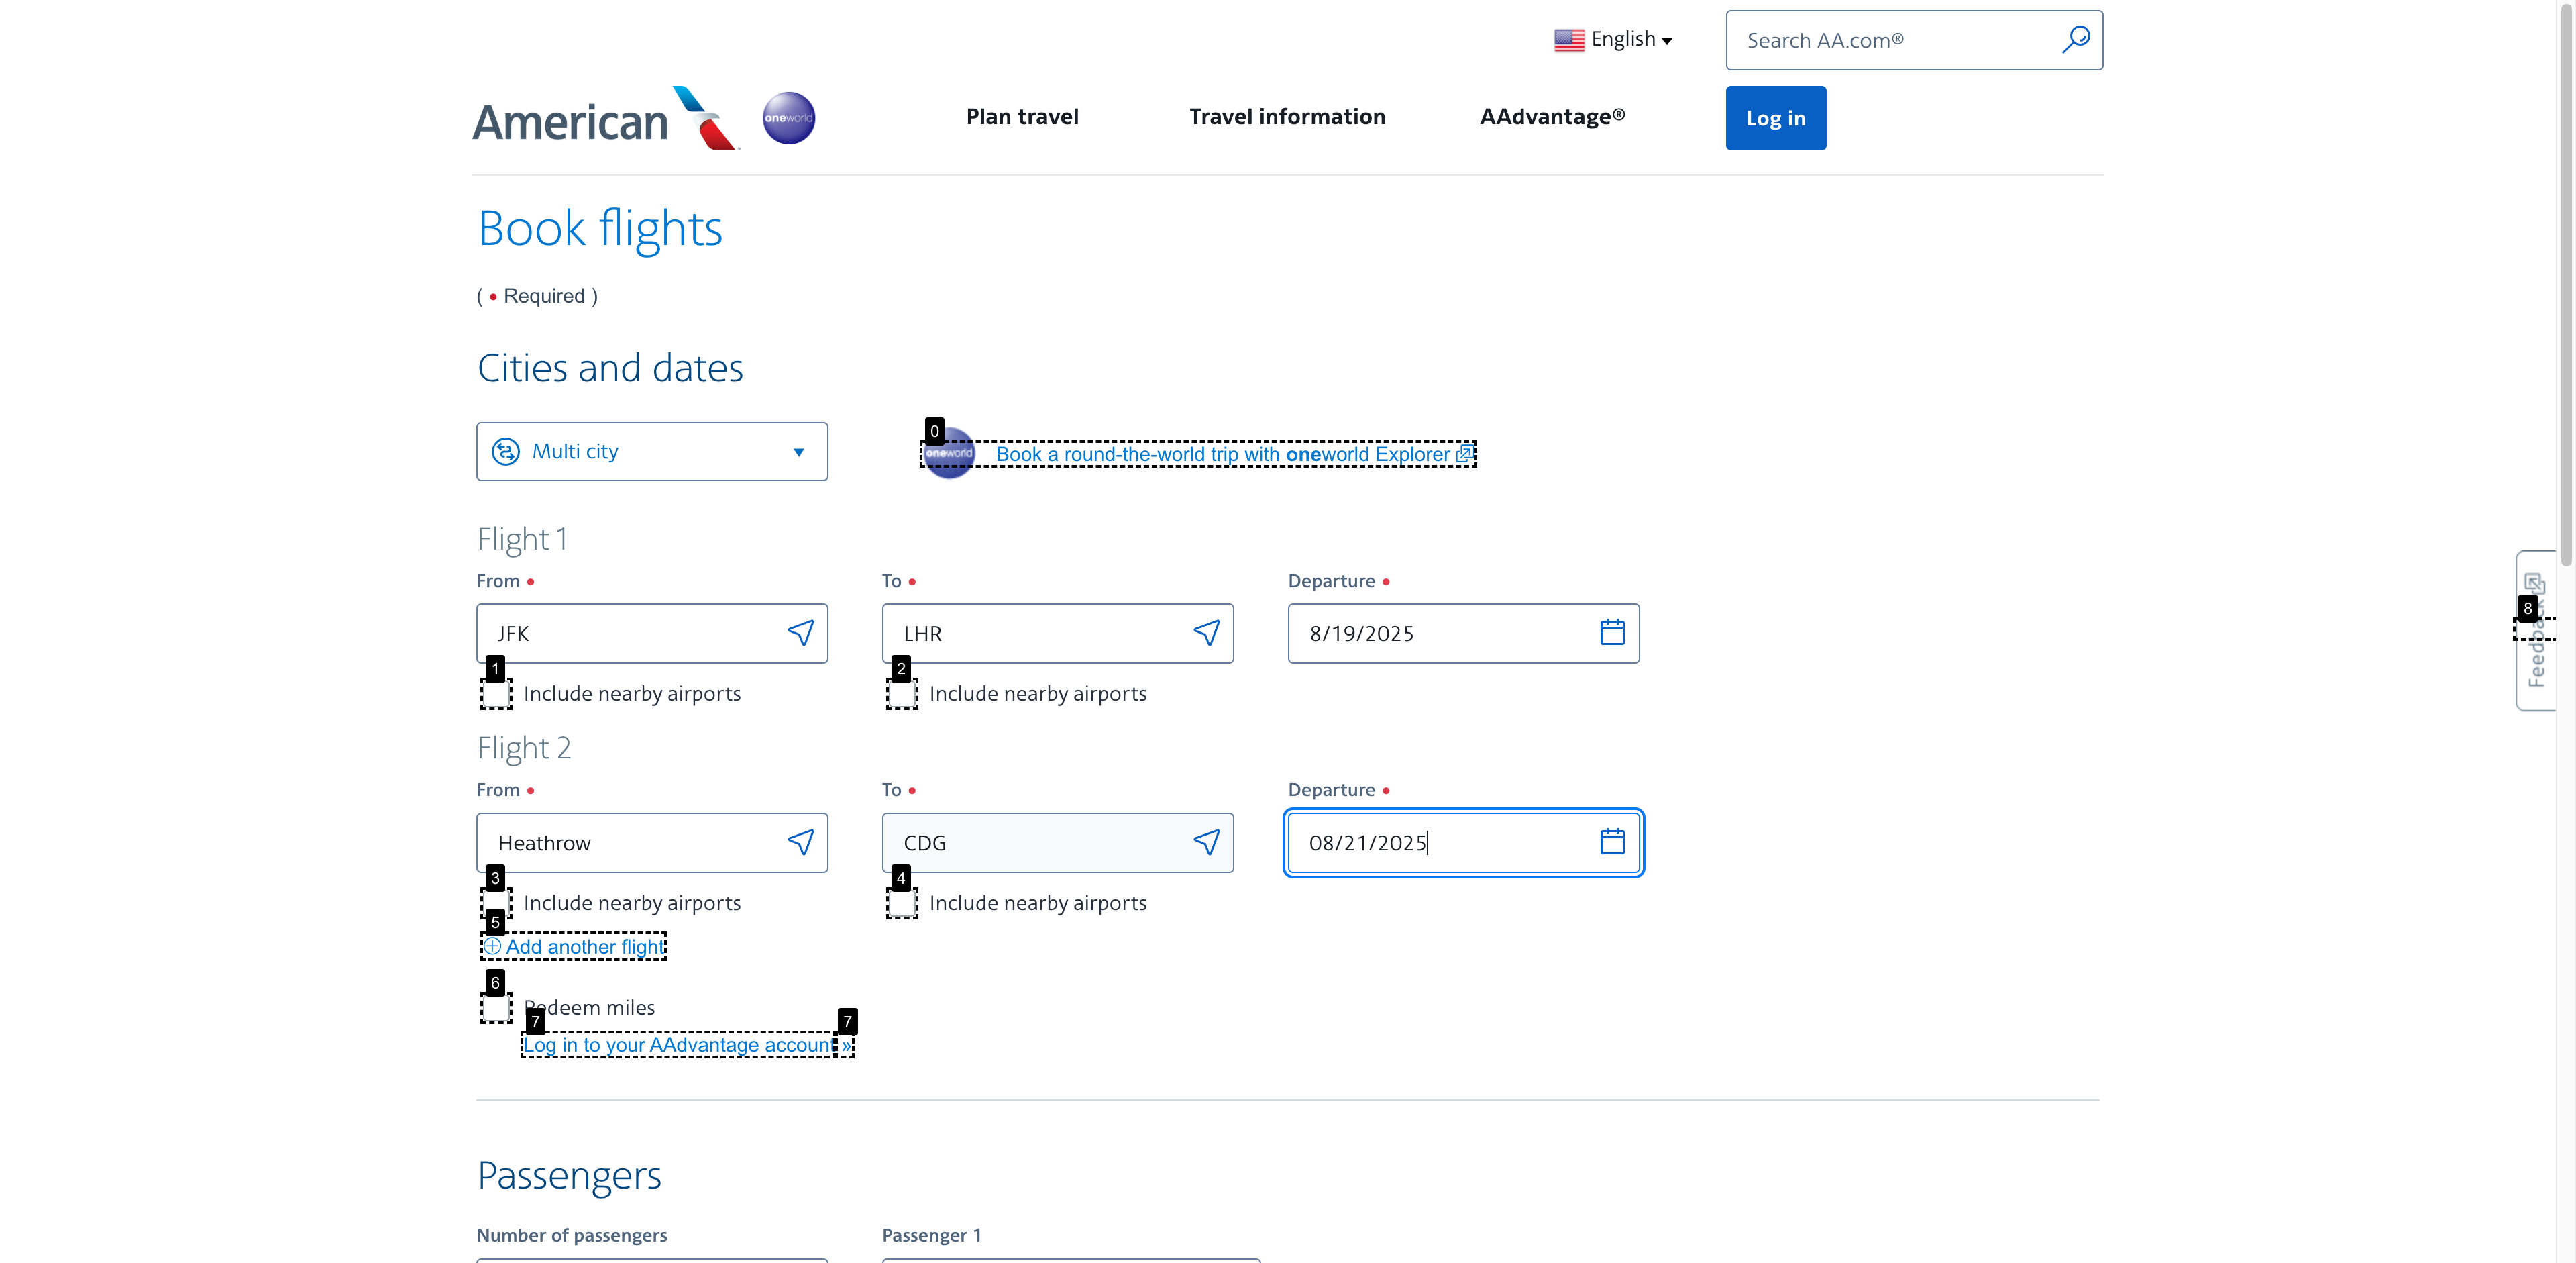 English
Search AA.com®
American
oneworld
Plan travel
Travel information
AAdvantage®
Log in
Book flights
( • Required )
Cities and dates
Multi city
0
oneworld
Book a round-the-world trip with oneworld Explorer
Flight 1
From •
To •
Departure •
JFK
LHR
8/19/2025
1
Include nearby airports
2
Include nearby airports
8
Feedback
Flight 2
From •
To •
Departure •
Heathrow
CDG
08/21/2025
3
Include nearby airports
4
Include nearby airports
5
Add another flight
6
Redeem miles
7
7
Log in to your AAdvantage account »
Passengers
Number of passengers
Passenger 1